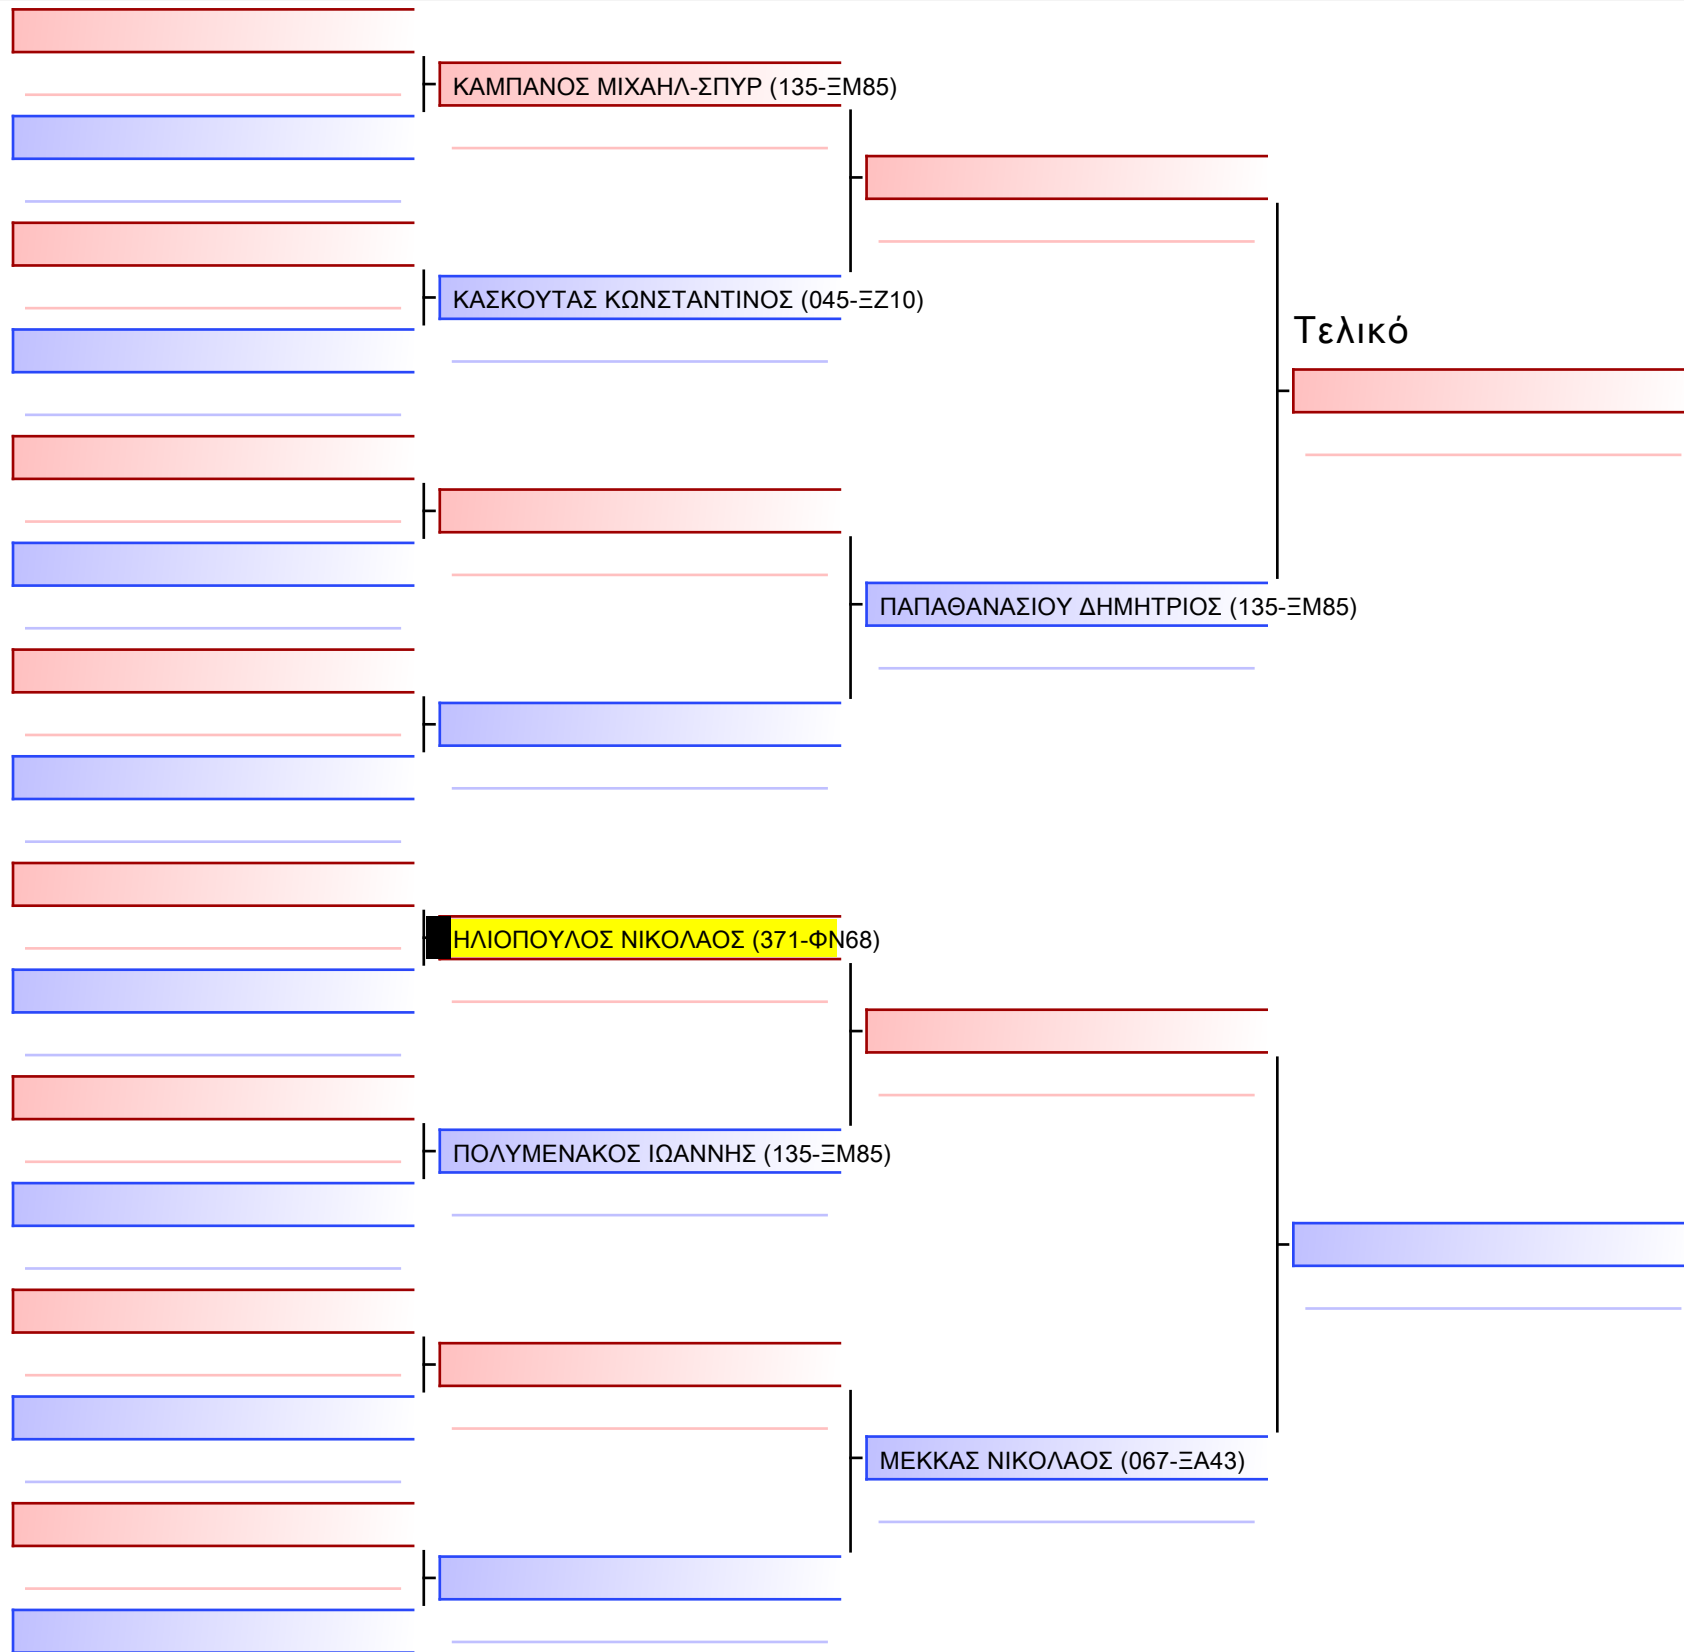 ΚΑΜΠΑΝΟΣ ΜΙΧΑΗΛ-ΣΠΥΡ (135-ΞΜ85)
ΚΑΣΚΟΥΤΑΣ ΚΩΝΣΤΑΝΤΙΝΟΣ (045-ΞΖ10)
Τελικό
ΠΑΠΑΘΑΝΑΣΙΟΥ ΔΗΜΗΤΡΙΟΣ (135-ΞΜ85)
ΗΛΙΟΠΟΥΛΟΣ ΝΙΚΟΛΑΟΣ (371-ΦΝ68)
ΠΟΛΥΜΕΝΑΚΟΣ ΙΩΑΝΝΗΣ (135-ΞΜ85)
ΜΕΚΚΑΣ ΝΙΚΟΛΑΟΣ (067-ΞΑ43)